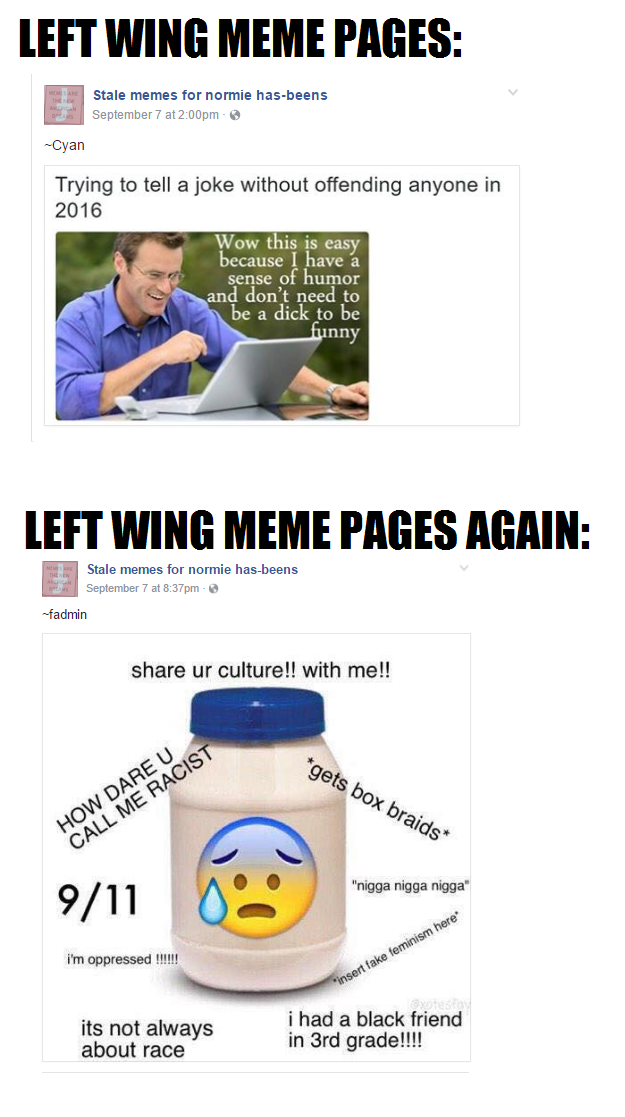 LEFT WING MEME PAGES:
Stale memes for normie has-beens
September 7 at 2:00pm ·
~Cyan
Trying to tell a joke without offending anyone in
2016
Wow this is easy
because I have a
sense of humor
and don't need to
be a dick to be
funny
LEFT WING MEME PAGES AGAIN:
Stale memes for normie has-beens
September 7 at 8:37pm ·
~fadmin
share ur culture!! with me!!
HOW DARE U
CALL ME RACIST
*gets box braids*
9/11
"nigga nigga nigga"
i'm oppressed !!!!!!
*insert fake feminism here*
its not always
about race
i had a black friend
in 3rd grade!!!!